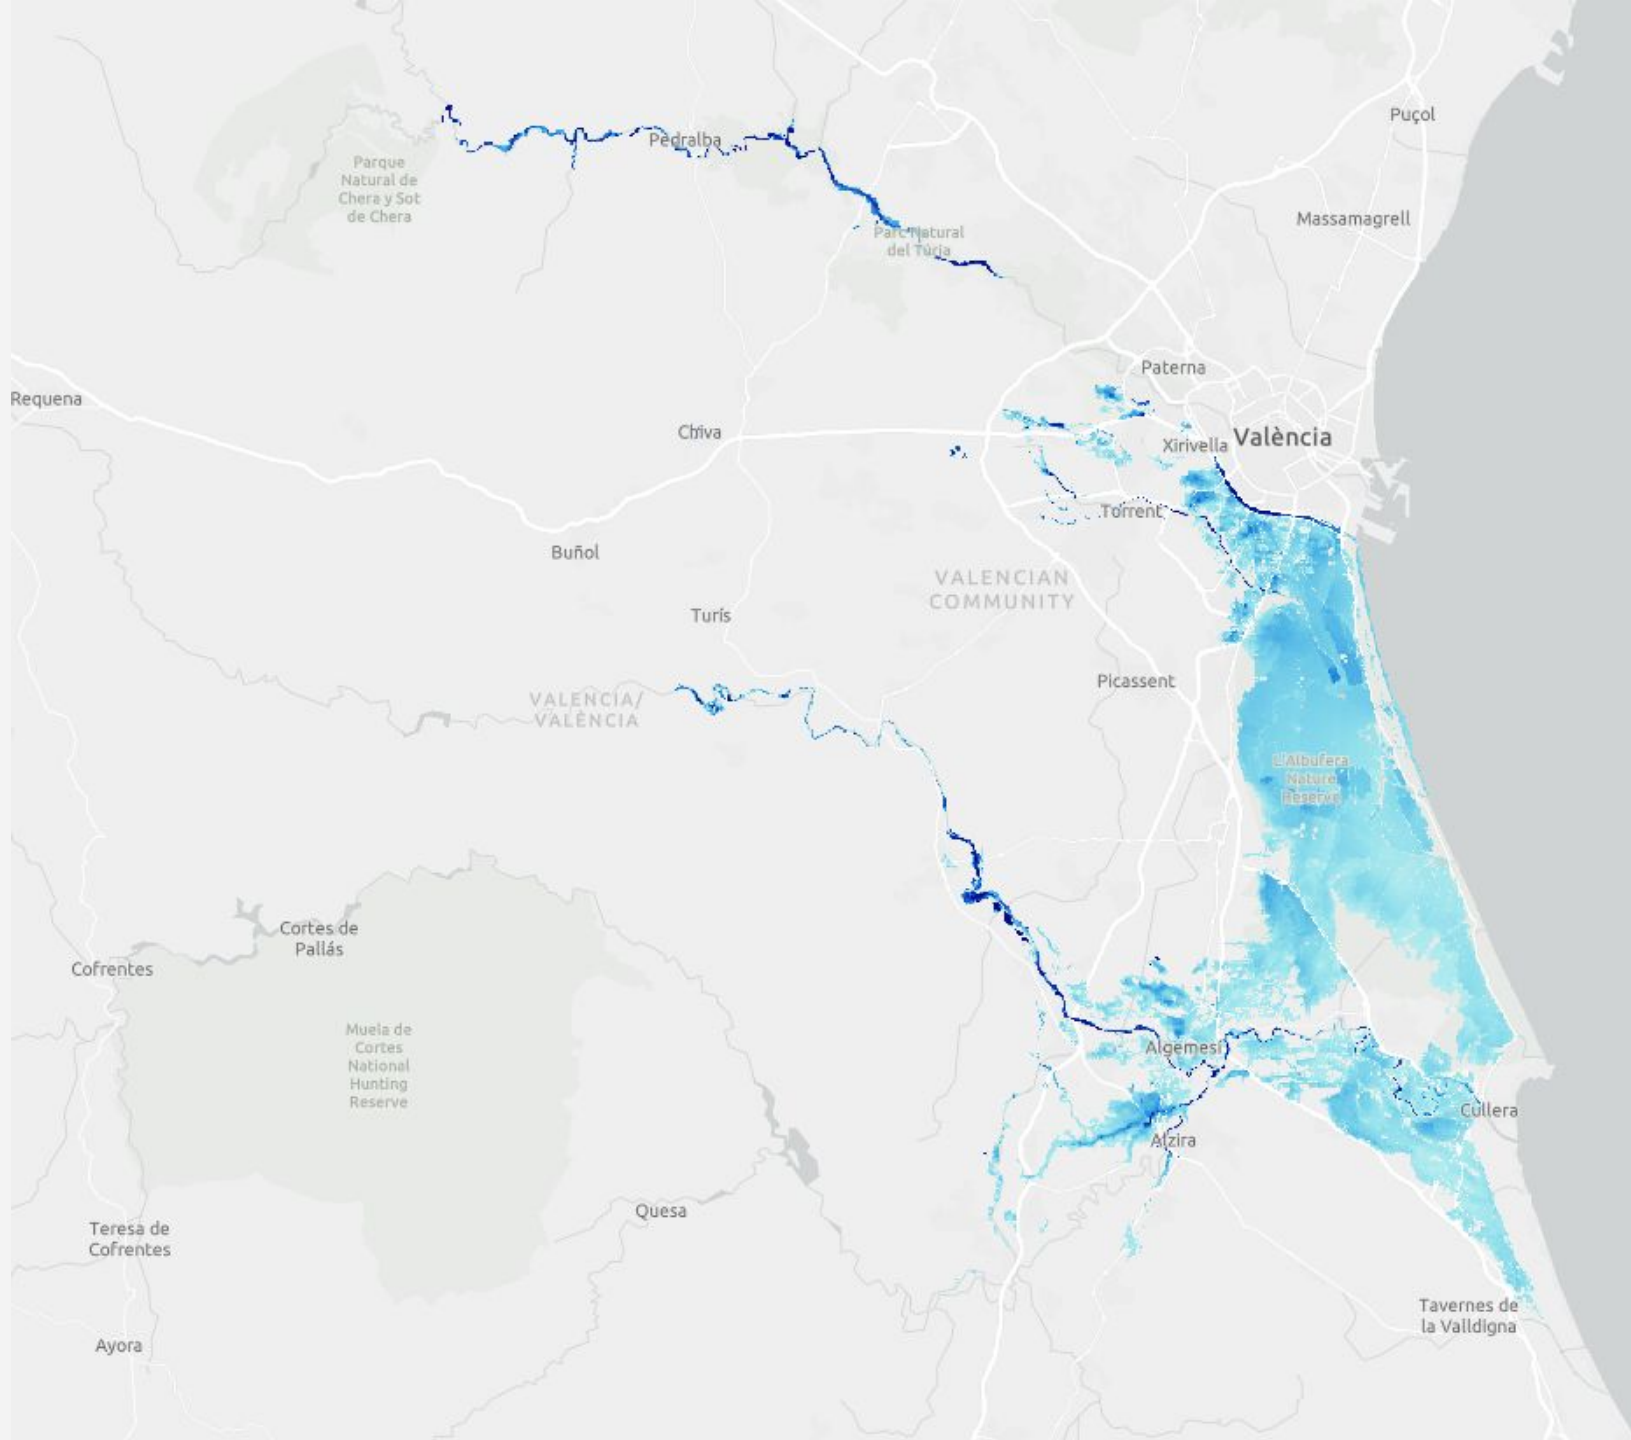 Puçol
Pedralba
Parque
Natural de
Chera y Sot
de Chera
Massamagrell
Parc Natural
del Túria
Paterna
Requena
Chiva
Xirivella
València
Torrent
Buñol
VALENCIAN
COMMUNITY
Turís
Picassent
VALENCIA/
VALÈNCIA
L'Albufera
Nature
Reserve
Cortes de
Pallás
Cofrentes
Muela de
Cortes
National
Hunting
Reserve
Algemesí
Cullera
Alzira
Quesa
Teresa de
Cofrentes
Tavernes de
la Valldigna
Ayora